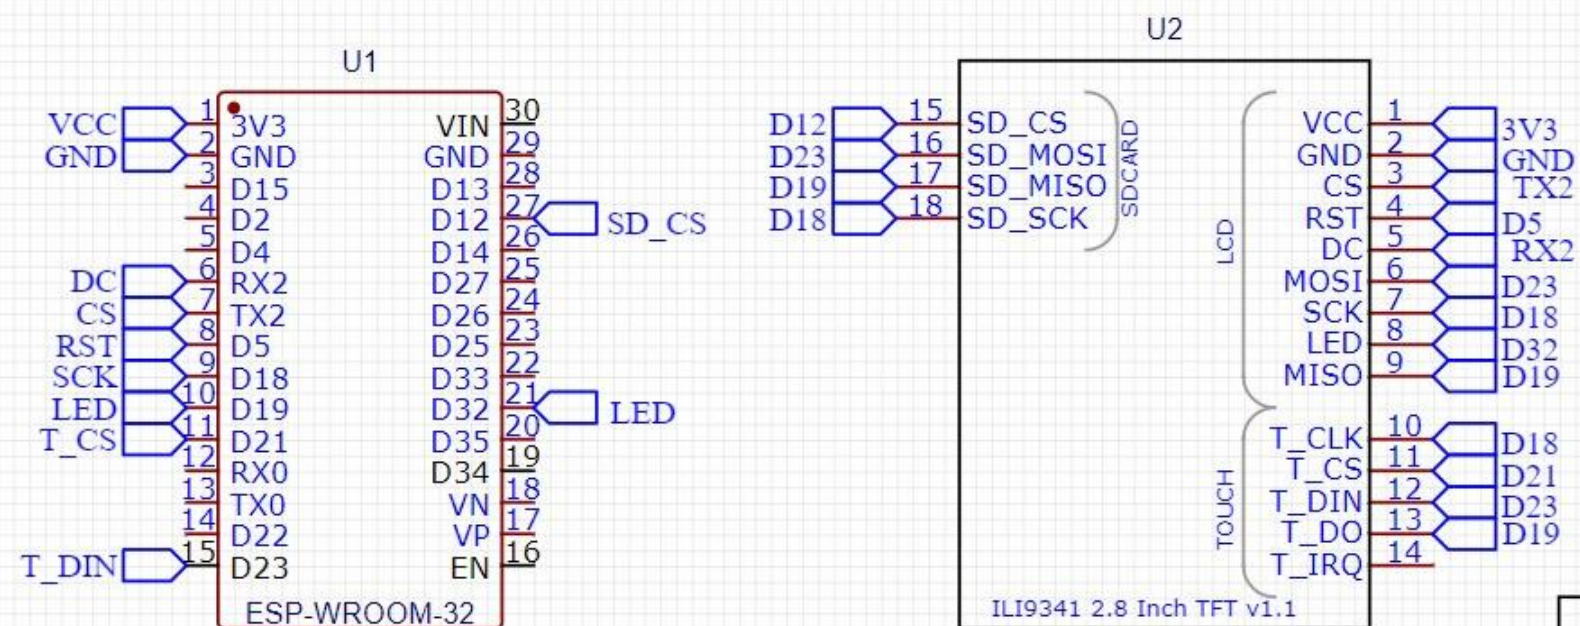 U1
VCC 1 3V3 VIN 30
GND 2 GND GND 29
3 D15 D13 28
4 D2 D12 27 SD_CS
5 D4 D14 26
DC 6 RX2 D27 25
CS 7 TX2 D26 24
RST 8 D5 D25 23
SCK 9 D18 D33 22
LED 10 D19 D32 21 LED
T_CS 11 D21 D35 20
12 RX0 D34 19
13 TX0 VN 18
14 D22 VP 17
T_DIN 15 D23 EN 16
ESP-WROOM-32
U2
D12 15 SD_CS
D23 16 SD_MOSI
D19 17 SD_MISO
D18 18 SD_SCK
SDCARD
LCD
VCC 1 3V3
GND 2 GND
CS 3 TX2
RST 4 D5
DC 5 RX2
MOSI 6 D23
SCK 7 D18
LED 8 D32
MISO 9 D19
TOUCH
T_CLK 10 D18
T_CS 11 D21
T_DIN 12 D23
T_DO 13 D19
T_IRQ 14
ILI9341 2.8 Inch TFT v1.1